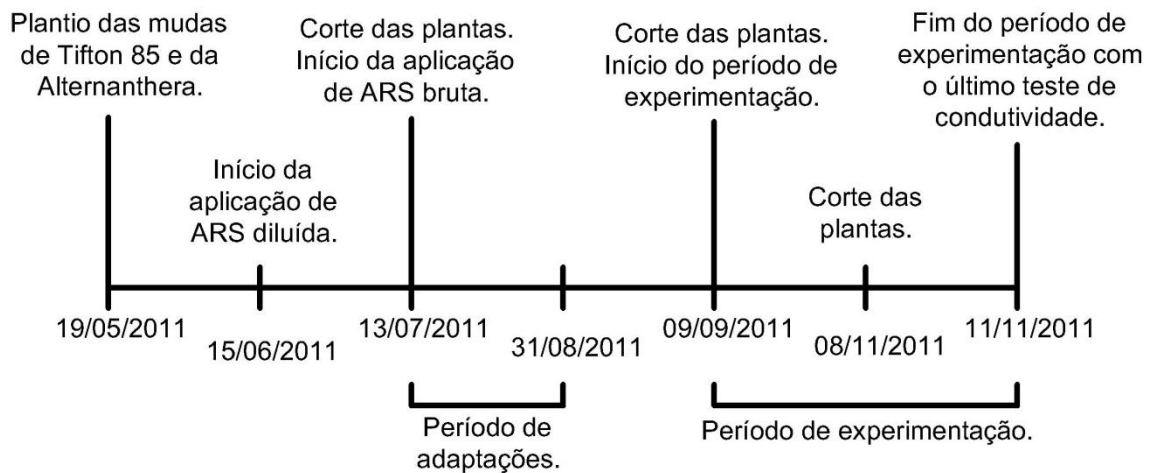 Plantio das mudas
de Tifton 85 e da
Alternanthera.
Início da
aplicação de
ARS diluída.
Corte das plantas.
Início da aplicação
de ARS bruta.
Corte das plantas.
Início do período de
experimentação.
Corte das
plantas.
Fim do período de
experimentação com
o último teste de
condutividade.
19/05/2011
15/06/2011
13/07/2011
31/08/2011
09/09/2011
08/11/2011
11/11/2011
Período de
adaptações.
Período de experimentação.